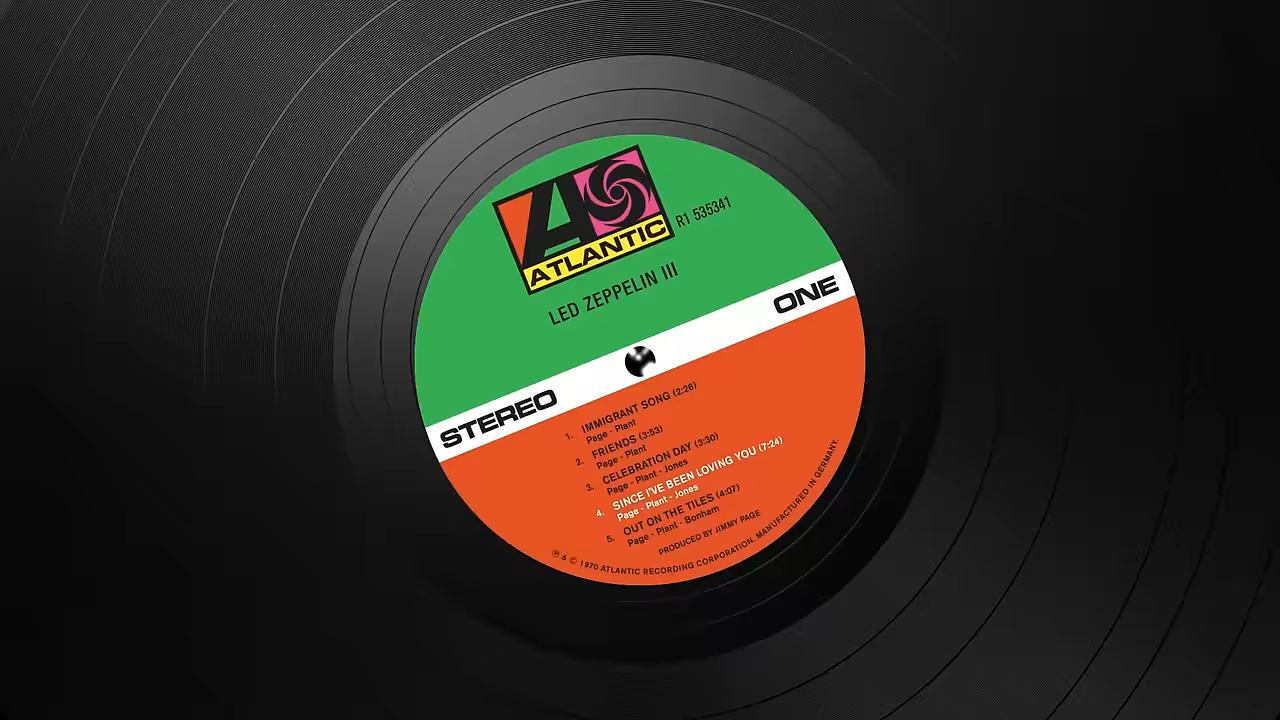 ATLANTIC
R1 535341
LED ZEPPELIN III
STEREO
ONE
1. IMMIGRANT SONG (2:26)
Page - Plant
2. FRIENDS (3:53)
Page - Plant
3. CELEBRATION DAY (3:30)
Page - Plant - Jones
4. SINCE I'VE BEEN LOVING YOU (7:24)
Page - Plant - Jones
5. OUT ON THE TILES (4:07)
Page - Plant - Bonham
PRODUCED BY JIMMY PAGE
℗ & © 1970 ATLANTIC RECORDING CORPORATION. MANUFACTURED IN GERMANY.